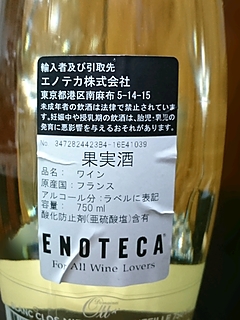 輸入者及び引取先
エノテカ株式会社
東京都港区南麻布5-14-15
未成年者の飲酒は法律で禁止されていま
す。妊娠中や授乳期の飲酒は、胎児・乳児の
発育に悪影響を与えるおそれがあります。
No. 3472824423B4-16E41039
果実酒
品名： ワイン
原産国：フランス
アルコール分：ラベルに表記
容量： 750 ml
酸化防止剤(亜硫酸塩)含有
ENOTECA®
For All Wine Lovers